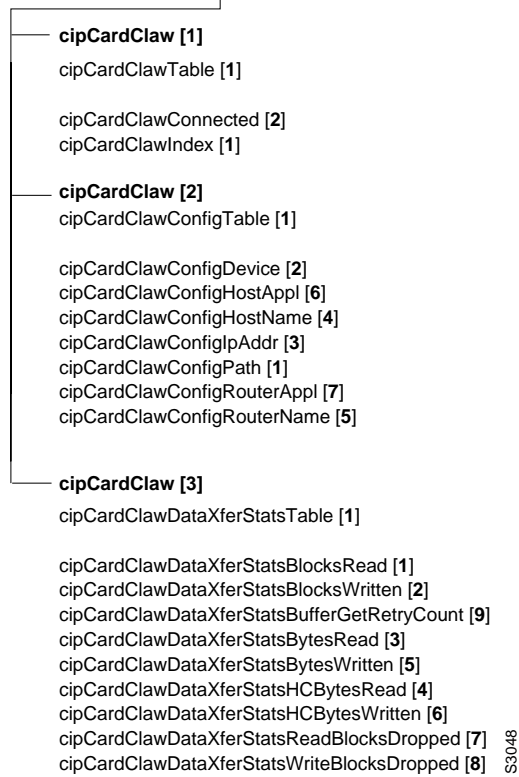 cipCardClaw [1]
cipCardClawTable [1]
cipCardClawConnected [2]
cipCardClawIndex [1]
cipCardClaw [2]
cipCardClawConfigTable [1]
cipCardClawConfigDevice [2]
cipCardClawConfigHostAppl [6]
cipCardClawConfigHostName [4]
cipCardClawConfigIpAddr [3]
cipCardClawConfigPath [1]
cipCardClawConfigRouterAppl [7]
cipCardClawConfigRouterName [5]
cipCardClaw [3]
cipCardClawDataXferStatsTable [1]
cipCardClawDataXferStatsBlocksRead [1]
cipCardClawDataXferStatsBlocksWritten [2]
cipCardClawDataXferStatsBufferGetRetryCount [9]
cipCardClawDataXferStatsBytesRead [3]
cipCardClawDataXferStatsBytesWritten [5]
cipCardClawDataXferStatsHCBytesRead [4]
cipCardClawDataXferStatsHCBytesWritten [6]
cipCardClawDataXferStatsReadBlocksDropped [7]
cipCardClawDataXferStatsWriteBlocksDropped [8]
S3048